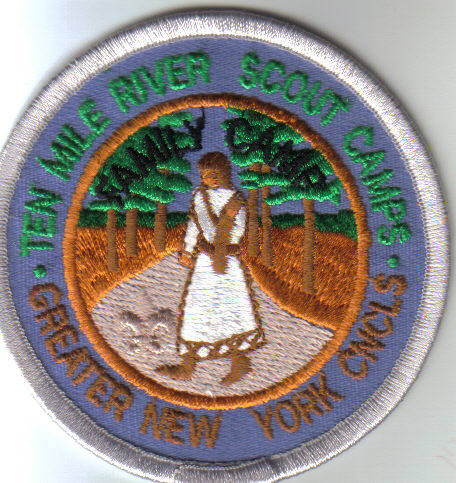 • TEN MILE RIVER SCOUT CAMPS •
FAMILY CAMP
GREATER NEW YORK CNCLS